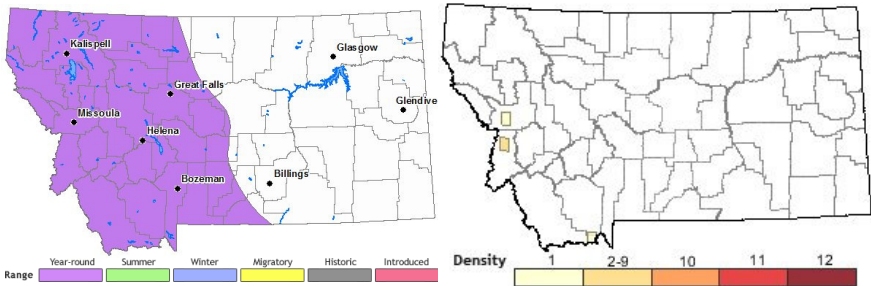 Kalispell
Glasgow
Great Falls
Glendive
Missoula
Helena
Bozeman
Billings
Range
Year-round Summer Winter Migratory Historic Introduced
Density
1 2-9 10 11 12